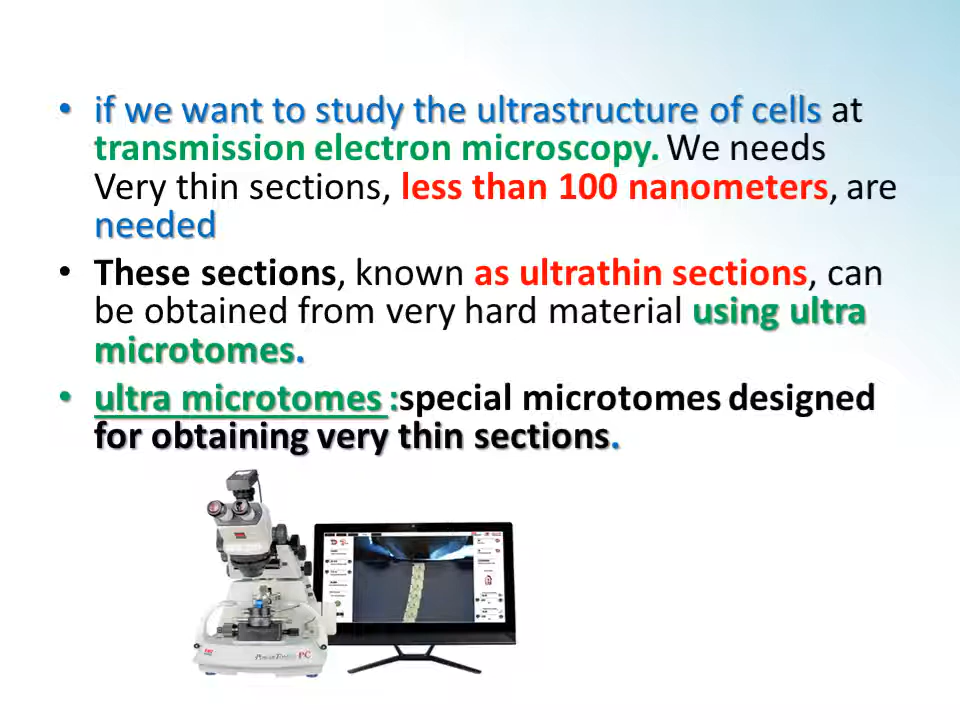 • if we want to study the ultrastructure of cells at
transmission electron microscopy. We needs
Very thin sections, less than 100 nanometers, are
needed
• These sections, known as ultrathin sections, can
be obtained from very hard material using ultra
microtomes.
• ultra microtomes :special microtomes designed
for obtaining very thin sections.
PowerTome PC